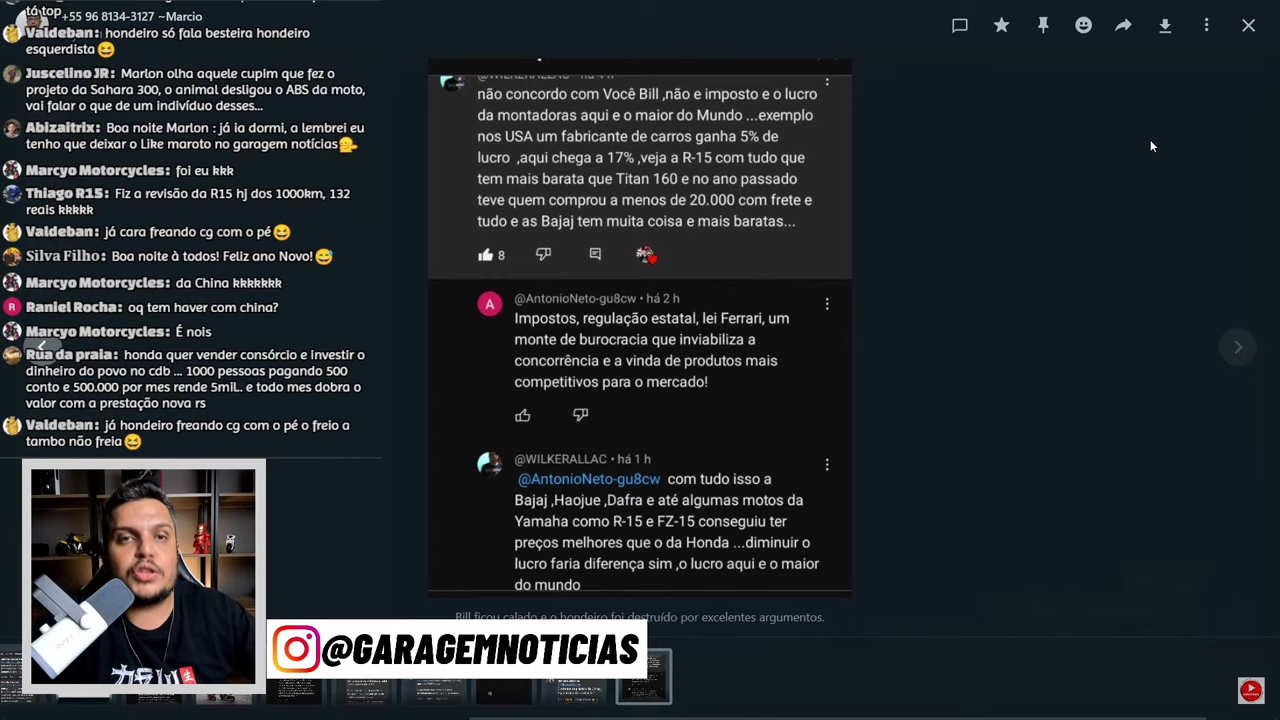 tá top
+55 96 8134-3127 ~Marcio
Valdeban: hondeiro só fala besteira hondeiro
esquerdista😆
Juscelino JR: Marlon olha aquele cupim que fez o
projeto da Sahara 300, o animal desligou o ABS da moto,
vai falar o que de um indivíduo desses...
Abizaitrix: Boa noite Marlon : já ia dormi, a lembrei eu
tenho que deixar o Like maroto no garagem notícias
Marcyo Motorcycles: foi eu kkk
Thiago R15: Fiz a revisão da R15 hj dos 1000km, 132
reais kkkkk
Valdeban: já cara freando cg com o pé😆
Silva Filho: Boa noite à todos! Feliz ano Novo!😅
Marcyo Motorcycles: da China kkkkkkk
R Raniel Rocha: oq tem haver com china?
Marcyo Motorcycles: É nois
Rua da praia: honda quer vender consórcio e investir o
dinheiro do povo no cdb ... 1000 pessoas pagando 500
conto e 500.000 por mes rende 5mil.. e todo mes dobra o
valor com a prestação nova rs
Valdeban: já hondeiro freando cg com o pé o freio a
tambo não freia😆
@WILKERALLAC • há 4 h
não concordo com Você Bill ,não e imposto e o lucro
da montadoras aqui e o maior do Mundo ...exemplo
nos USA um fabricante de carros ganha 5% de
lucro ,aqui chega a 17% ,veja a R-15 com tudo que
tem mais barata que Titan 160 e no ano passado
teve quem comprou a menos de 20.000 com frete e
tudo e as Bajaj tem muita coisa e mais baratas...
8
A
@AntonioNeto-gu8cw • há 2 h
Impostos, regulação estatal, lei Ferrari, um
monte de burocracia que inviabiliza a
concorrência e a vinda de produtos mais
competitivos para o mercado!
@WILKERALLAC • há 1 h
@AntonioNeto-gu8cw com tudo isso a
Bajaj ,Haojue ,Dafra e até algumas motos da
Yamaha como R-15 e FZ-15 conseguiu ter
preços melhores que o da Honda ...diminuir o
lucro faria diferença sim ,o lucro aqui e o maior
do mundo
Bill ficou calado e o hondeiro foi destruído por excelentes argumentos.
@GARAGEMNOTICIAS